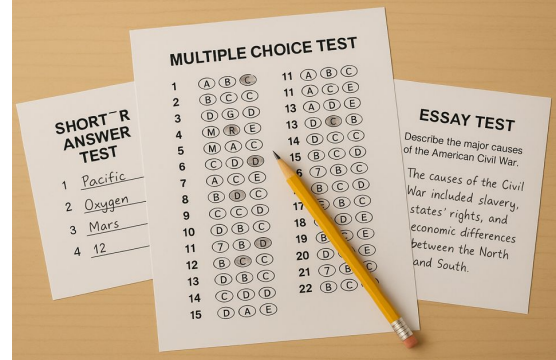 SHORT¯R
ANSWER
TEST
1 Pacific
2 Oxygen
3 Mars
4 12
MULTIPLE CHOICE TEST
1 A B C
2 B C C
3 D G D
4 M R E
5 M A C
6 C D D
7 A C E
8 B D C
9 C C D
10 D B C
11 7 B D
12 B C C
13 D B C
14 C D D
15 D A E
11 A B C
11 A C E
13 A D E
13 D C B
14 D C C
15 B C D
6 7 B C
B C D
17 B C
18 D E
19 B E
20 D E
21 7 B
22 B
ESSAY TEST
Describe the major causes
of the American Civil War.
The causes of the Civil
War included slavery,
states' rights, and
economic differences
between the North
and South.